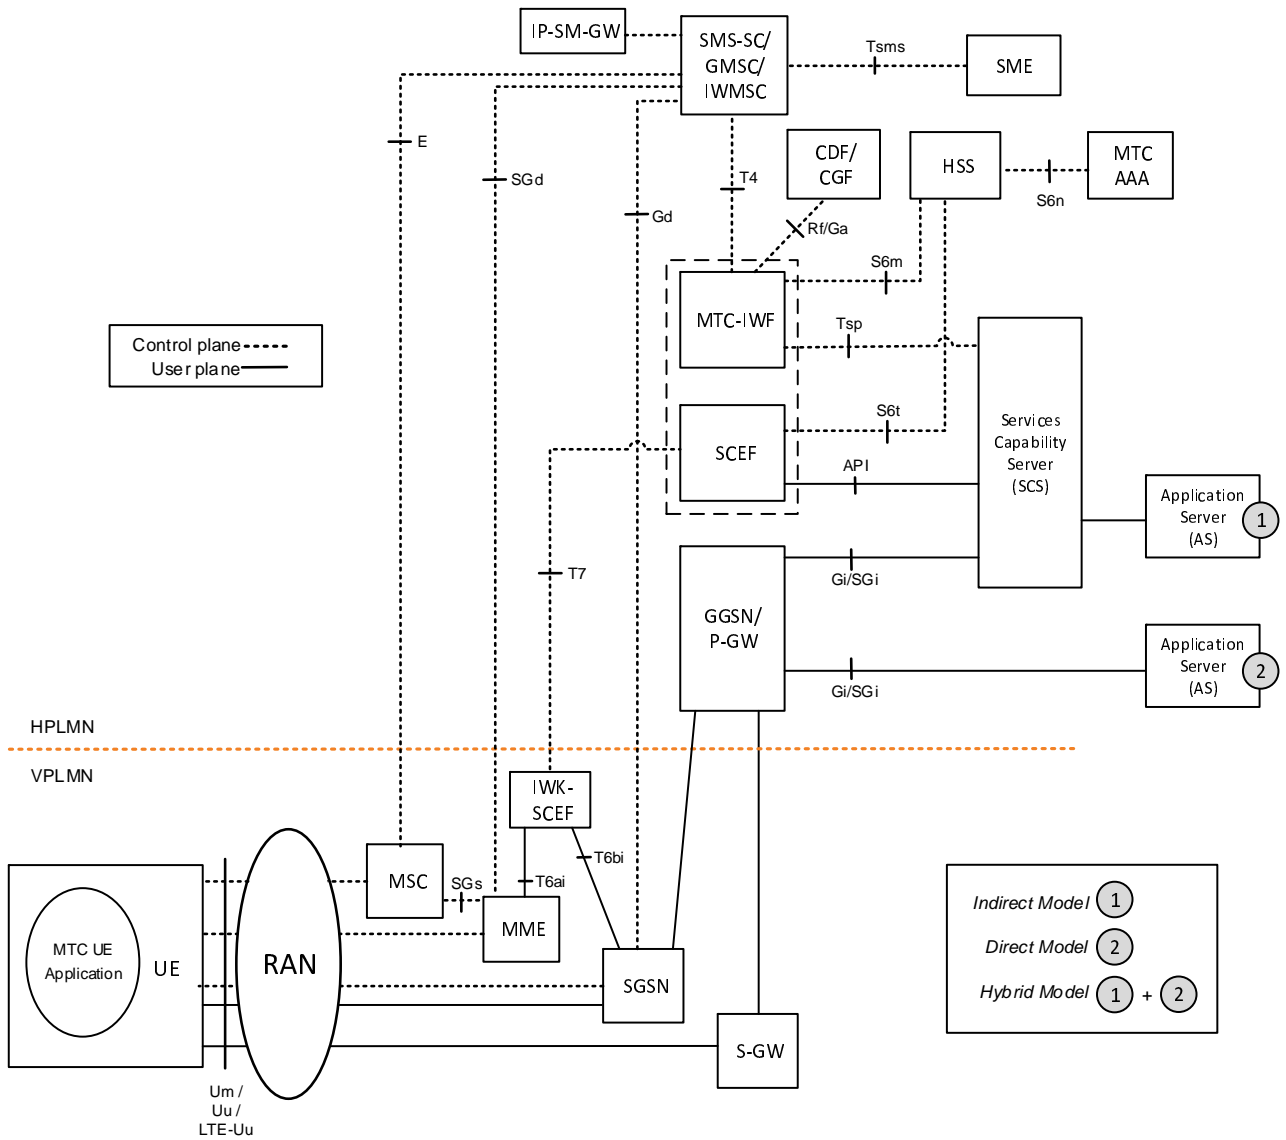 IP-SM-GW
SMS-SC/
GMSC/
IWMSC
Tsms
SME
E
SGd
Gd
T4
CDF/
CGF
Rf/Ga
HSS
S6n
MTC
AAA
S6m
MTC-IWF
Tsp
Control plane
User plane
S6t
SCEF
API
Services
Capability
Server
(SCS)
Application
Server
(AS)
1
T7
Gi/SGi
GGSN/
P-GW
Gi/SGi
Application
Server
(AS)
2
HPLMN
VPLMN
IWK-
SCEF
T6bi
T6ai
MSC
SGs
MME
MTC UE
Application
UE
RAN
SGSN
S-GW
Um /
Uu /
LTE-Uu
Indirect Model 1
Direct Model 2
Hybrid Model 1 + 2